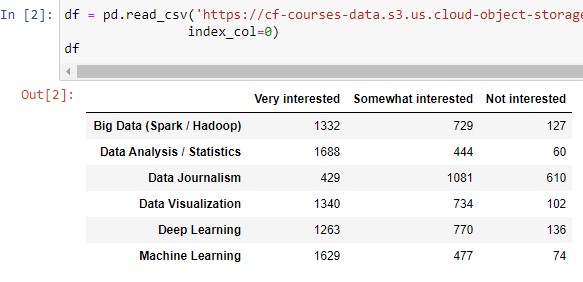 In [2]: df = pd.read_csv('https://cf-courses-data.s3.us.cloud-object-storage
index_col=0)
df
Out[2]:
Very interested Somewhat interested Not interested
Big Data (Spark / Hadoop) 1332 729 127
Data Analysis / Statistics 1688 444 60
Data Journalism 429 1081 610
Data Visualization 1340 734 102
Deep Learning 1263 770 136
Machine Learning 1629 477 74